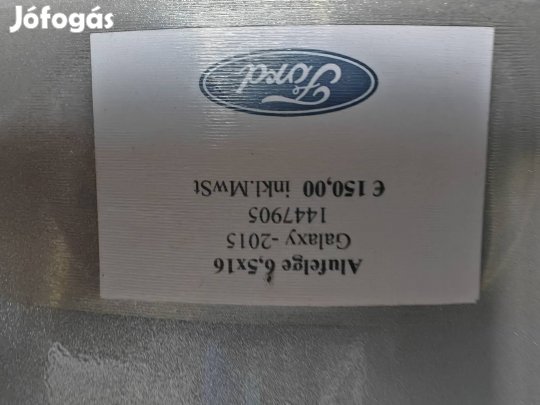 Jófogás
Alufelge 6,5x16
Galaxy -2015
1447905
€ 150,00 inkl.MwSt
Ford